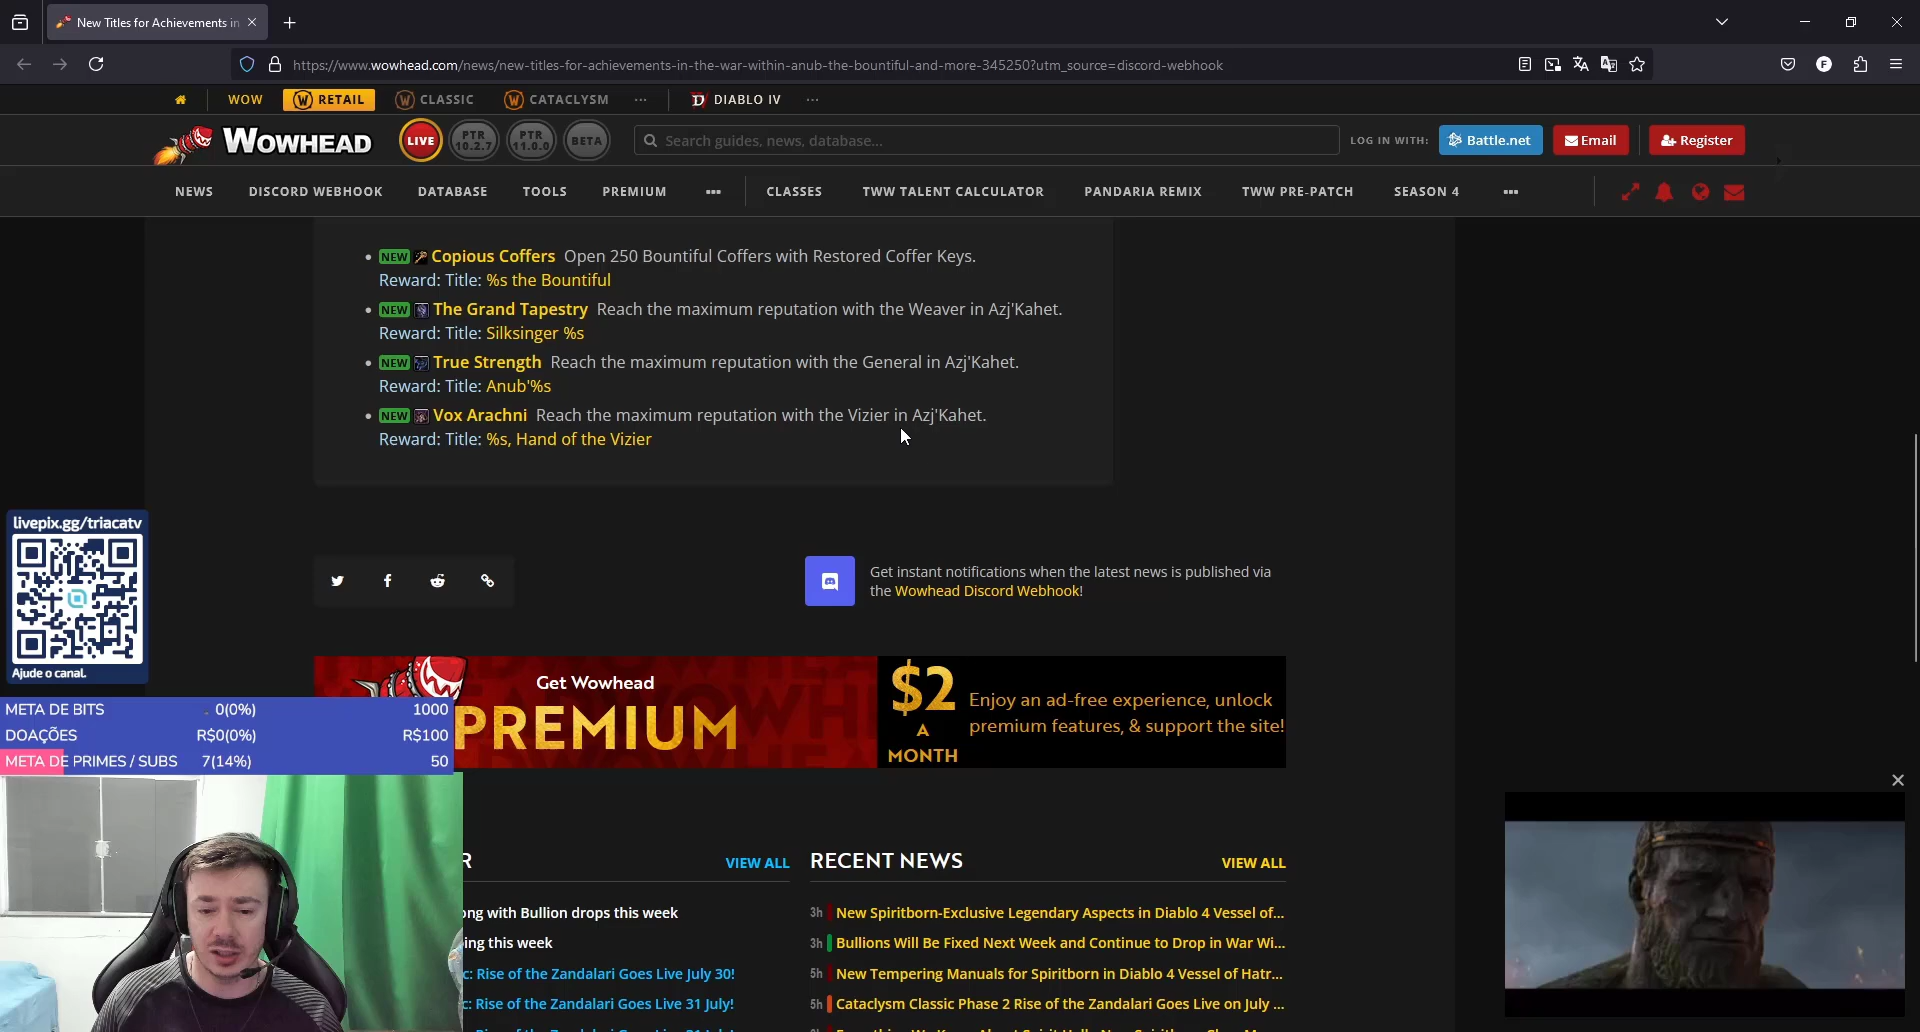 New Titles for Achievements in
https://www.wowhead.com/news/new-titles-for-achievements-in-the-war-within-anub-the-bountiful-and-more-345250?utm_source=discord-webhook
WOW RETAIL CLASSIC CATACLYSM ... DIABLO IV ...
WOWHEAD LIVE PTR 10.2.7 PTR 11.0.0 BETA Search guides, news, database... LOG IN WITH: Battle.net Email Register
NEWS DISCORD WEBHOOK DATABASE TOOLS PREMIUM ... CLASSES TWW TALENT CALCULATOR PANDARIA REMIX TWW PRE-PATCH SEASON 4 ...
NEW Copious Coffers Open 250 Bountiful Coffers with Restored Coffer Keys.
Reward: Title: %s the Bountiful
NEW The Grand Tapestry Reach the maximum reputation with the Weaver in Azj'Kahet.
Reward: Title: Silksinger %s
NEW True Strength Reach the maximum reputation with the General in Azj'Kahet.
Reward: Title: Anub'%s
NEW Vox Arachni Reach the maximum reputation with the Vizier in Azj'Kahet.
Reward: Title: %s, Hand of the Vizier
livepix.gg/triacatv
Ajude o canal.
Get instant notifications when the latest news is published via
the Wowhead Discord Webhook!
META DE BITS 0(0%) 1000
DOAÇÕES R$0(0%) R$100
META DE PRIMES / SUBS 7(14%) 50
Get Wowhead
PREMIUM
$2
A
MONTH
Enjoy an ad-free experience, unlock
premium features, & support the site!
R VIEW ALL
ong with Bullion drops this week
ing this week
c: Rise of the Zandalari Goes Live July 30!
c: Rise of the Zandalari Goes Live 31 July!
RECENT NEWS VIEW ALL
3h New Spiritborn-Exclusive Legendary Aspects in Diablo 4 Vessel of...
3h Bullions Will Be Fixed Next Week and Continue to Drop in War Wi...
5h New Tempering Manuals for Spiritborn in Diablo 4 Vessel of Hatr...
5h Cataclysm Classic Phase 2 Rise of the Zandalari Goes Live on July ...